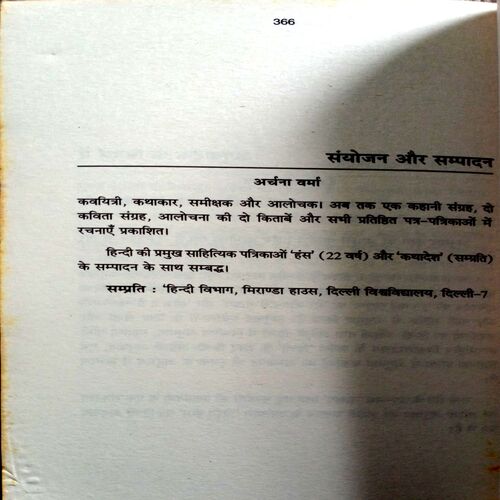 366
संयोजन और सम्पादन
अर्चना वर्मा
कवयित्री, कथाकार, समीक्षक और आलोचक। अब तक एक कहानी संग्रह, दो
कविता संग्रह, आलोचना की दो किताबें और सभी प्रतिष्ठित पत्र-पत्रिकाओं में
रचनाएँ प्रकाशित।
हिन्दी की प्रमुख साहित्यिक पत्रिकाओं 'हंस' (22 वर्ष) और 'कथादेश' (सम्प्रति)
के सम्पादन के साथ सम्बद्ध।
सम्प्रति : 'हिन्दी विभाग, मिराण्डा हाउस, दिल्ली विश्वविद्यालय, दिल्ली-7